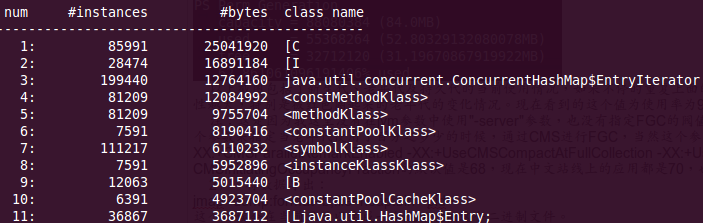 num #instances #bytes class name
----------------------------------------------
1: 85991 25041920 [C
2: 28474 16891184 [I
3: 199440 12764160 java.util.concurrent.ConcurrentHashMap$EntryIterator
4: 81209 12084992 <constMethodKlass>
5: 81209 9755704 <methodKlass>
6: 7591 8190416 <constantPoolKlass>
7: 111217 6110232 <symbolKlass>
8: 7591 5952896 <instanceKlassKlass>
9: 12063 5015440 [B
10: 6391 4923704 <constantPoolCacheKlass>
11: 36867 3687112 [Ljava.util.HashMap$Entry;